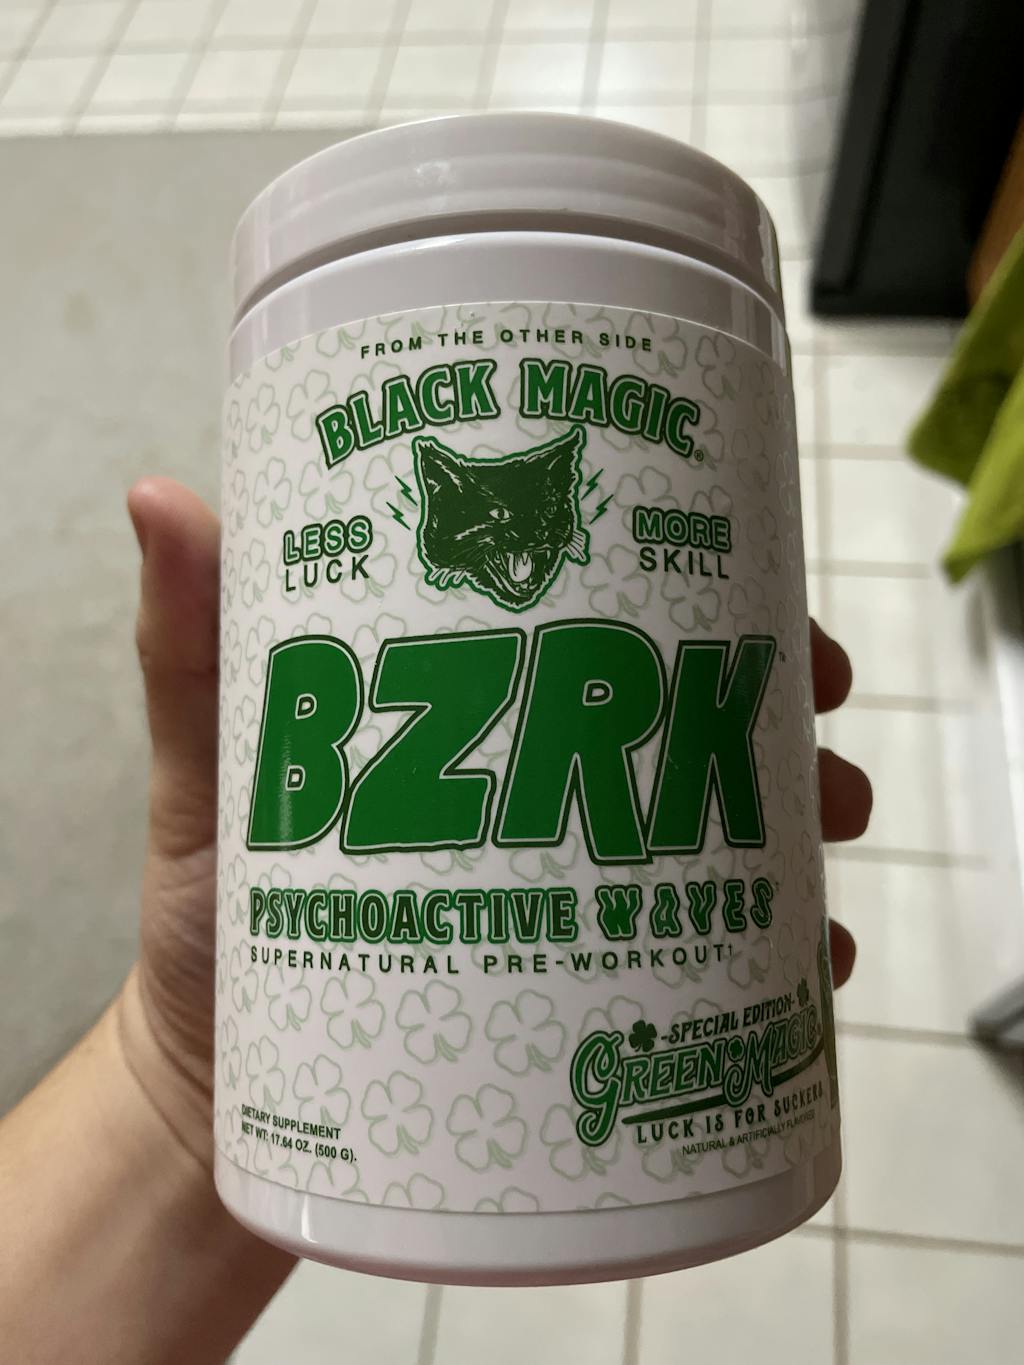 FROM THE OTHER SIDE
BLACK MAGIC®
LESS
LUCK
MORE
SKILL
BZRK™
PSYCHOACTIVE WAVES
SUPERNATURAL PRE-WORKOUT†
-SPECIAL EDITION-
GREEN MAGIC
LUCK IS FOR SUCKERS
NATURAL & ARTIFICIALLY FLAVORED
DIETARY SUPPLEMENT
NET WT: 17.64 OZ. (500 G).